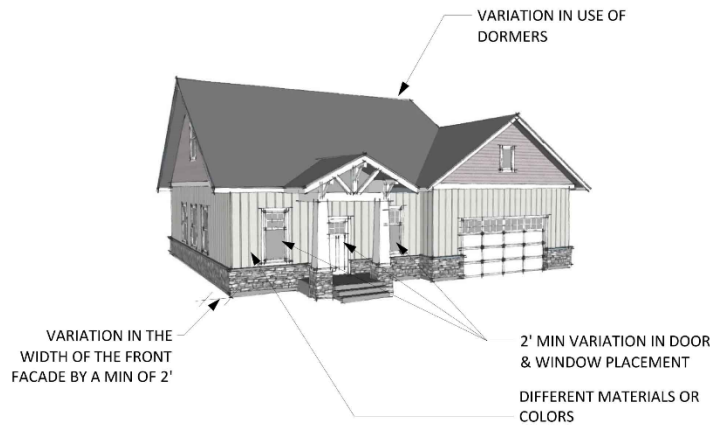 VARIATION IN USE OF
DORMERS
VARIATION IN THE
WIDTH OF THE FRONT
FACADE BY A MIN OF 2'
2' MIN VARIATION IN DOOR
& WINDOW PLACEMENT
DIFFERENT MATERIALS OR
COLORS